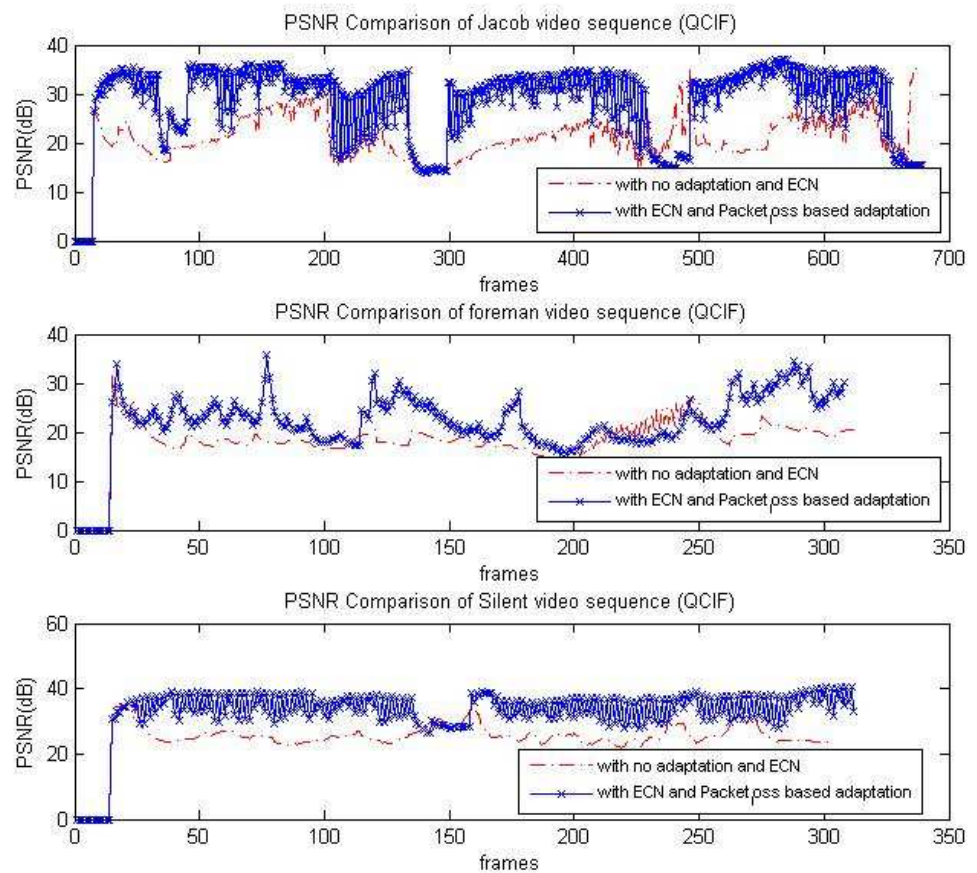 PSNR Comparison of Jacob video sequence (QCIF)
PSNR(dB)
40
30
20
10
0
with no adaptation and ECN
with ECN and Packetloss based adaptation
0 100 200 300 400 500 600 700
frames
PSNR Comparison of foreman video sequence (QCIF)
PSNR(dB)
40
30
20
10
0
with no adaptation and ECN
with ECN and Packetloss based adaptation
0 50 100 150 200 250 300 350
frames
PSNR Comparison of Silent video sequence (QCIF)
PSNR(dB)
60
40
20
0
with no adaptation and ECN
with ECN and Packetloss based adaptation
0 50 100 150 200 250 300 350
frames